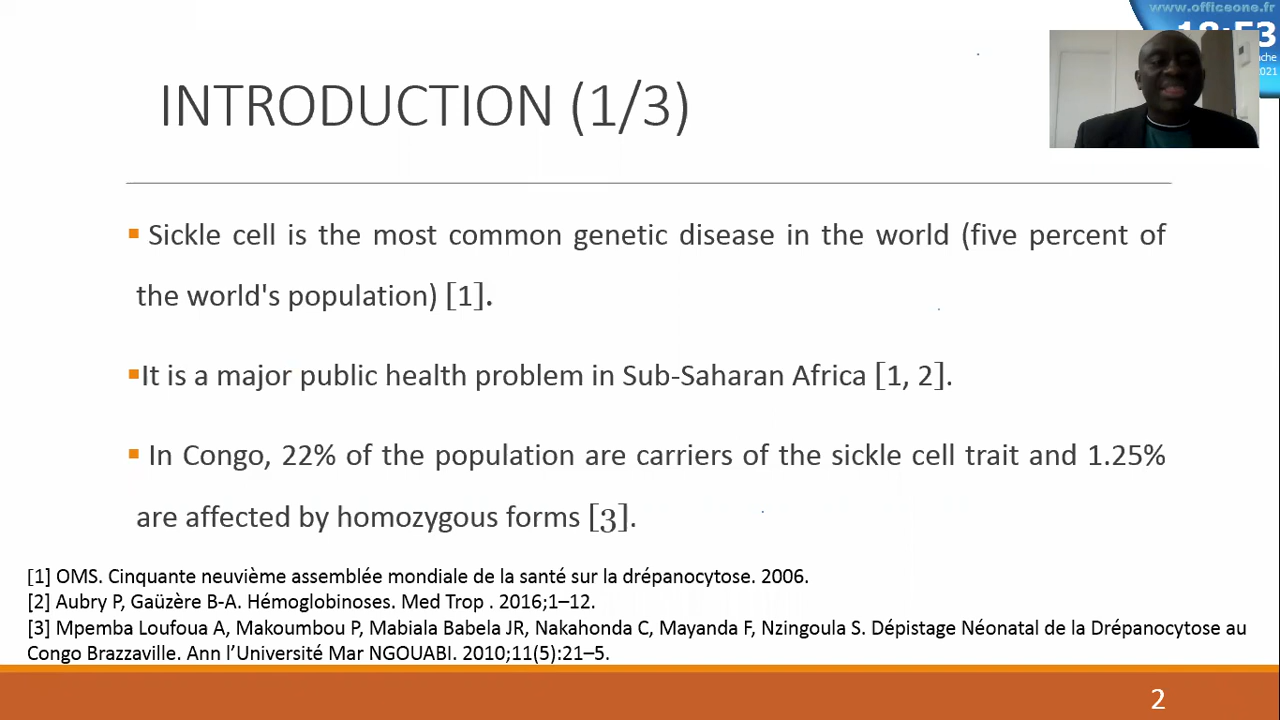 www.officeone.fr
18:53
2021
INTRODUCTION (1/3)
▪ Sickle cell is the most common genetic disease in the world (five percent of
the world's population) [1].
▪It is a major public health problem in Sub-Saharan Africa [1, 2].
▪ In Congo, 22% of the population are carriers of the sickle cell trait and 1.25%
are affected by homozygous forms [3].
[1] OMS. Cinquante neuvième assemblée mondiale de la santé sur la drépanocytose. 2006.
[2] Aubry P, Gaüzère B-A. Hémoglobinoses. Med Trop . 2016;1–12.
[3] Mpemba Loufoua A, Makoumbou P, Mabiala Babela JR, Nakahonda C, Mayanda F, Nzingoula S. Dépistage Néonatal de la Drépanocytose au
Congo Brazzaville. Ann l’Université Mar NGOUABI. 2010;11(5):21–5.
2